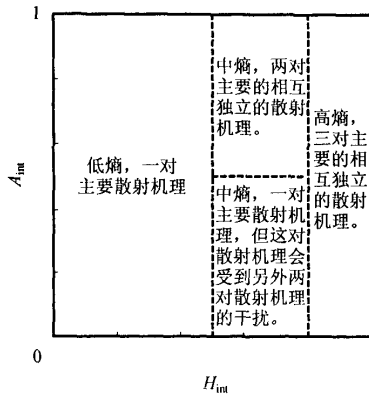 1
中熵，两对
主要的相互
独立的散射
机理。
高熵，
三对主
要的相
互独立
的散射
机理。
低熵，一对
主要散射机理
中熵，一对
主要散射机
理，但这对
散射机理会
受到另外两
对散射机理
的干扰。
A_int
0
H_int